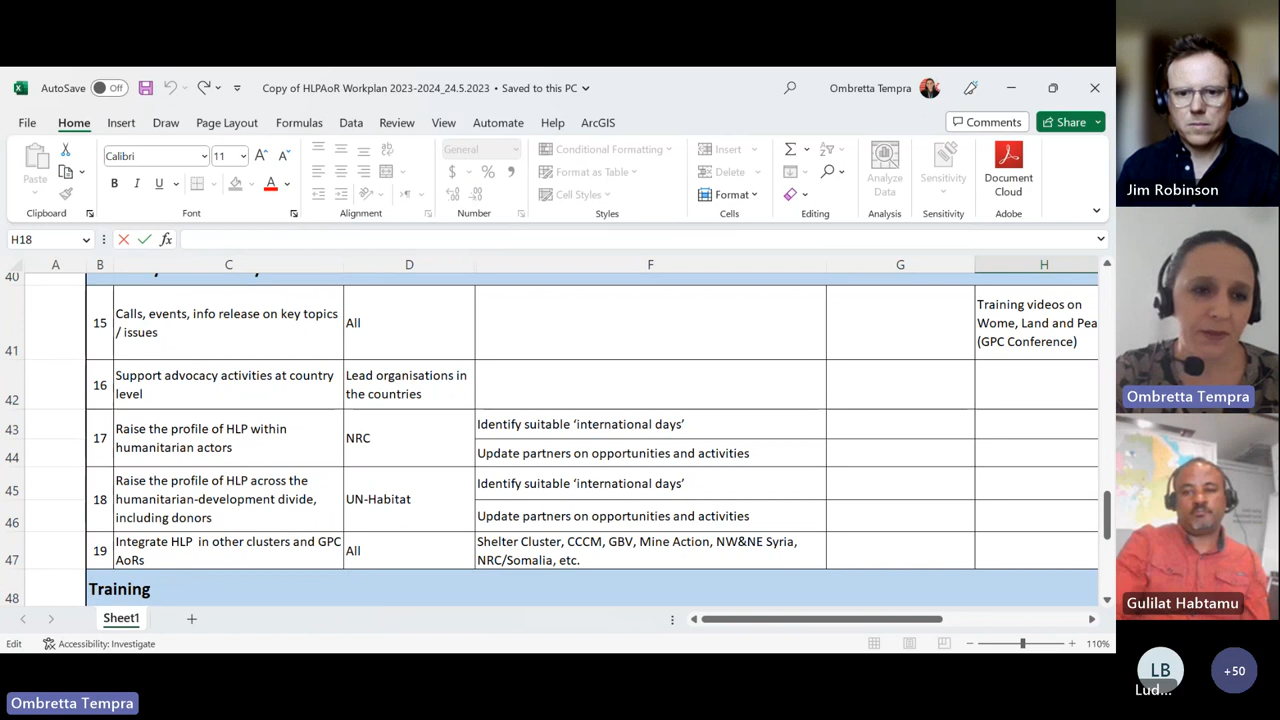 AutoSave Off
Copy of HLPAoR Workplan 2023-2024_24.5.2023 • Saved to this PC
Ombretta Tempra
File Home Insert Draw Page Layout Formulas Data Review View Automate Help ArcGIS
Comments Share
Paste
Clipboard
Calibri 11
B I U
Font
Alignment
General
$ %
Number
Conditional Formatting
Format as Table
Cell Styles
Styles
Insert
Delete
Format
Cells
Editing
Analyze
Data
Analysis
Sensitivity
Sensitivity
Document
Cloud
Adobe
H18
fx
A B C D F G H
40
41
15
Calls, events, info release on key topics
/ issues
All
Training videos on
Wome, Land and Pea
(GPC Conference)
42
16
Support advocacy activities at country
level
Lead organisations in
the countries
43
44
17
Raise the profile of HLP within
humanitarian actors
NRC
Identify suitable ‘international days’
Update partners on opportunities and activities
45
46
18
Raise the profile of HLP across the
humanitarian-development divide,
including donors
UN-Habitat
Identify suitable ‘international days’
Update partners on opportunities and activities
47
19
Integrate HLP in other clusters and GPC
AoRs
All
Shelter Cluster, CCCM, GBV, Mine Action, NW&NE Syria,
NRC/Somalia, etc.
48
Training
Sheet1
Edit
Accessibility: Investigate
110%
Ombretta Tempra
Jim Robinson
Ombretta Tempra
Gulilat Habtamu
LB
Lud...
+50